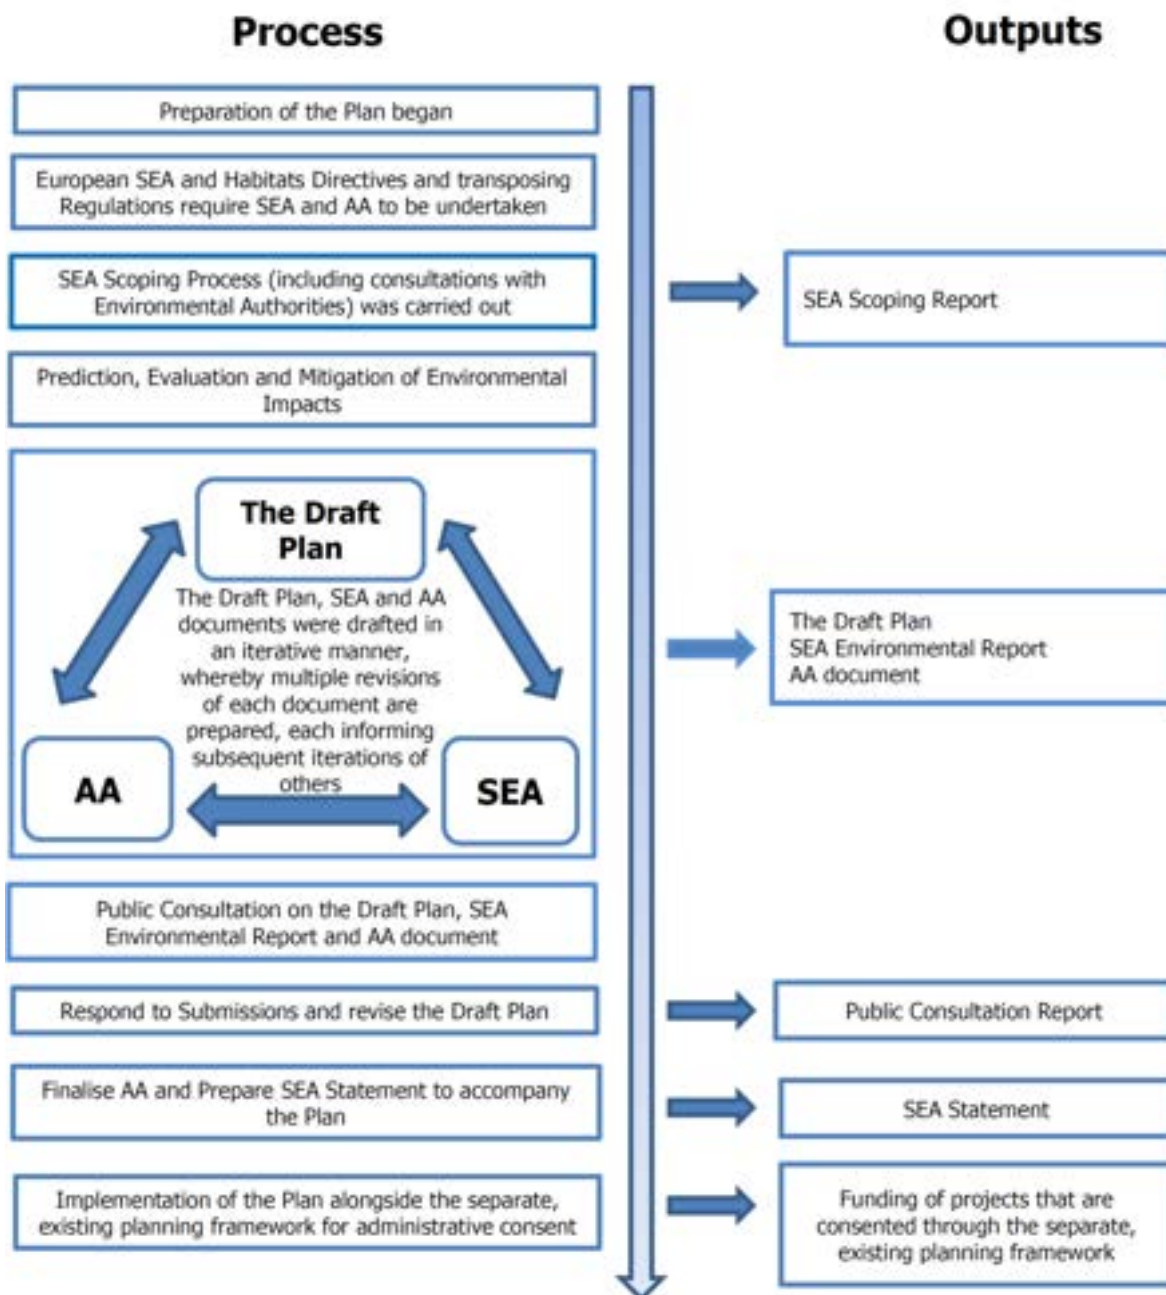 Process
Outputs
Preparation of the Plan began
European SEA and Habitats Directives and transposing
Regulations require SEA and AA to be undertaken
SEA Scoping Process (including consultations with
Environmental Authorities) was carried out
SEA Scoping Report
Prediction, Evaluation and Mitigation of Environmental
Impacts
The Draft
Plan
The Draft Plan, SEA and AA
documents were drafted in
an iterative manner,
whereby multiple revisions
of each document are
prepared, each informing
subsequent iterations of
others
AA
SEA
The Draft Plan
SEA Environmental Report
AA document
Public Consultation on the Draft Plan, SEA
Environmental Report and AA document
Respond to Submissions and revise the Draft Plan
Public Consultation Report
Finalise AA and Prepare SEA Statement to accompany
the Plan
SEA Statement
Implementation of the Plan alongside the separate,
existing planning framework for administrative consent
Funding of projects that are
consented through the separate,
existing planning framework